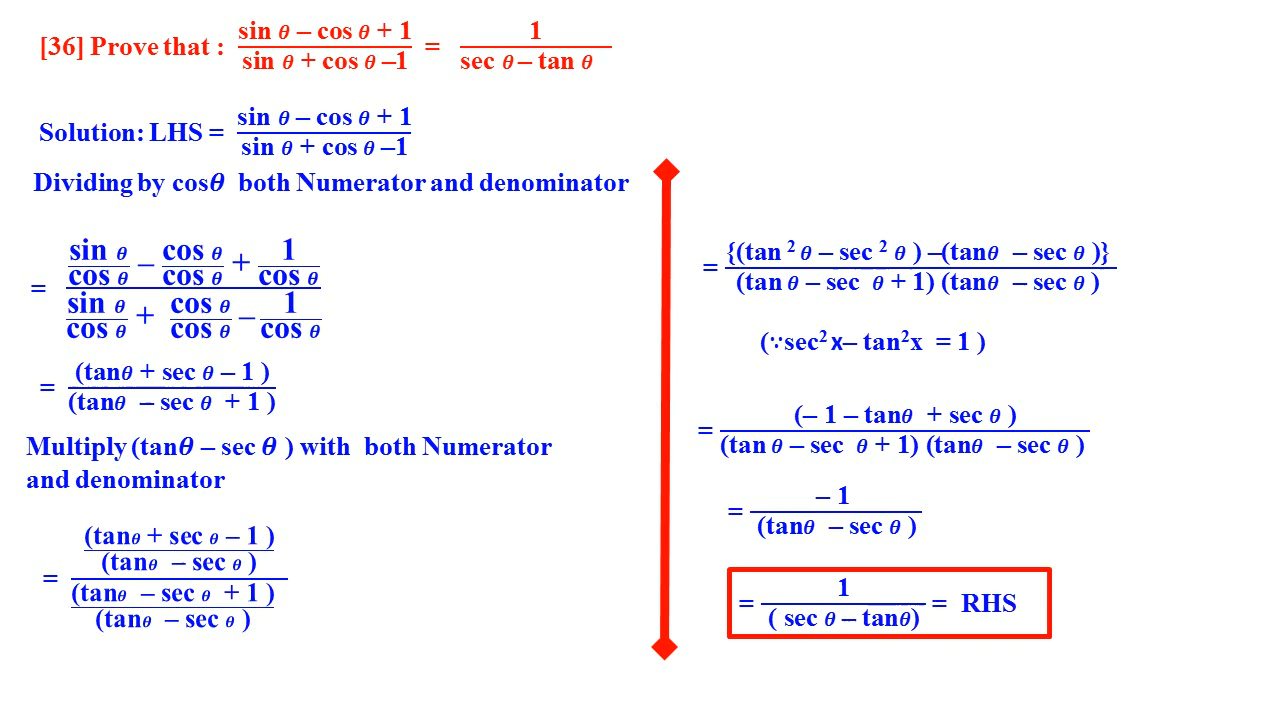 [36] Prove that : (sin θ – cos θ + 1)/(sin θ + cos θ –1) = 1/(sec θ – tan θ)
Solution: LHS = (sin θ – cos θ + 1)/(sin θ + cos θ –1)
Dividing by cosθ both Numerator and denominator
= (sin θ/cos θ – cos θ/cos θ + 1/cos θ)/(sin θ/cos θ + cos θ/cos θ – 1/cos θ)
= (tanθ + sec θ – 1 )/(tanθ – sec θ + 1 )
Multiply (tanθ – sec θ ) with both Numerator
and denominator
= ((tanθ + sec θ – 1 )/(tanθ – sec θ ))/((tanθ – sec θ + 1 )/(tanθ – sec θ ))
= {(tan ² θ – sec ² θ ) –(tanθ – sec θ )}/(tan θ – sec θ + 1) (tanθ – sec θ )
(∵sec²x– tan²x = 1 )
= (– 1 – tanθ + sec θ )/(tan θ – sec θ + 1) (tanθ – sec θ )
= – 1/(tanθ – sec θ )
= 1/( sec θ – tanθ) = RHS